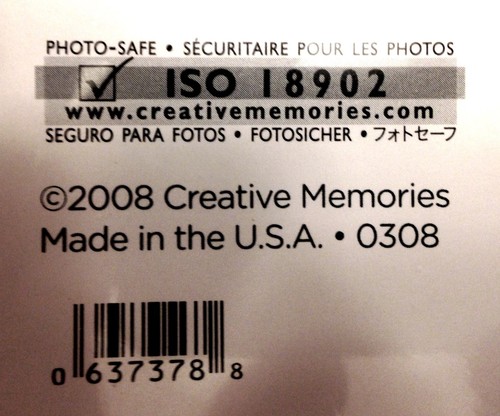 PHOTO-SAFE • SÉCURITAIRE POUR LES PHOTOS
ISO 18902
www.creativememories.com
SEGURO PARA FOTOS • FOTOSICHER • フォトセーフ
©2008 Creative Memories
Made in the U.S.A. • 0308
0 637378 8